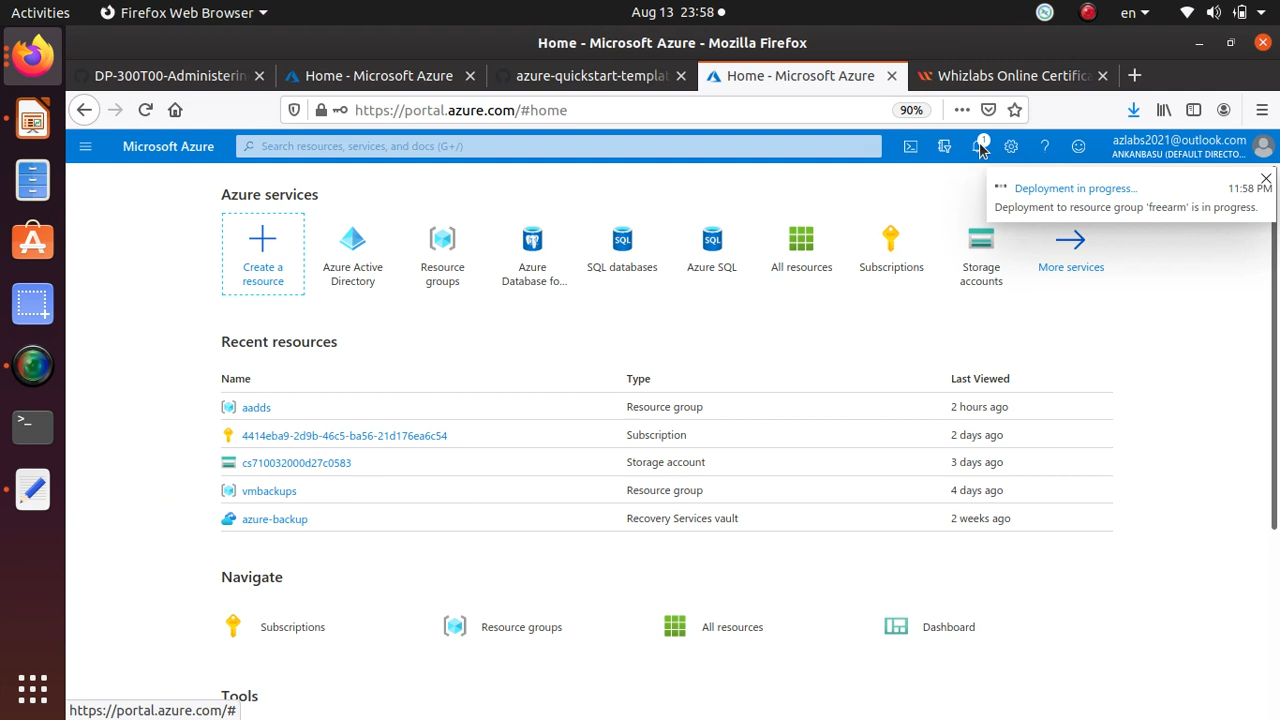 Activities
Firefox Web Browser
Aug 13 23:58
en
Home - Microsoft Azure - Mozilla Firefox
DP-300T00-Administerin
Home - Microsoft Azure
azure-quickstart-templat
Home - Microsoft Azure
Whizlabs Online Certifica
https://portal.azure.com/#home
90%
Microsoft Azure
Search resources, services, and docs (G+/)
1
azlabs2021@outlook.com
ANKANBASU (DEFAULT DIRECTO...
Deployment in progress...
11:58 PM
Deployment to resource group 'freearm' is in progress.
Azure services
Create a
resource
Azure Active
Directory
Resource
groups
Azure
Database fo...
SQL databases
Azure SQL
All resources
Subscriptions
Storage
accounts
More services
Recent resources
Name
Type
Last Viewed
aadds
Resource group
2 hours ago
4414eba9-2d9b-46c5-ba56-21d176ea6c54
Subscription
2 days ago
cs710032000d27c0583
Storage account
3 days ago
vmbackups
Resource group
4 days ago
azure-backup
Recovery Services vault
2 weeks ago
Navigate
Subscriptions
Resource groups
All resources
Dashboard
Tools
https://portal.azure.com/#